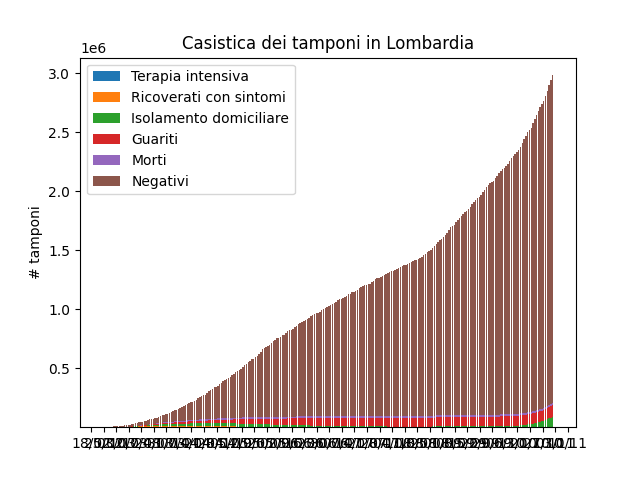 Casistica dei tamponi in Lombardia
1e6
Terapia intensiva
Ricoverati con sintomi
Isolamento domiciliare
Guariti
Morti
Negativi
# tamponi
3.0
2.5
2.0
1.5
1.0
0.5